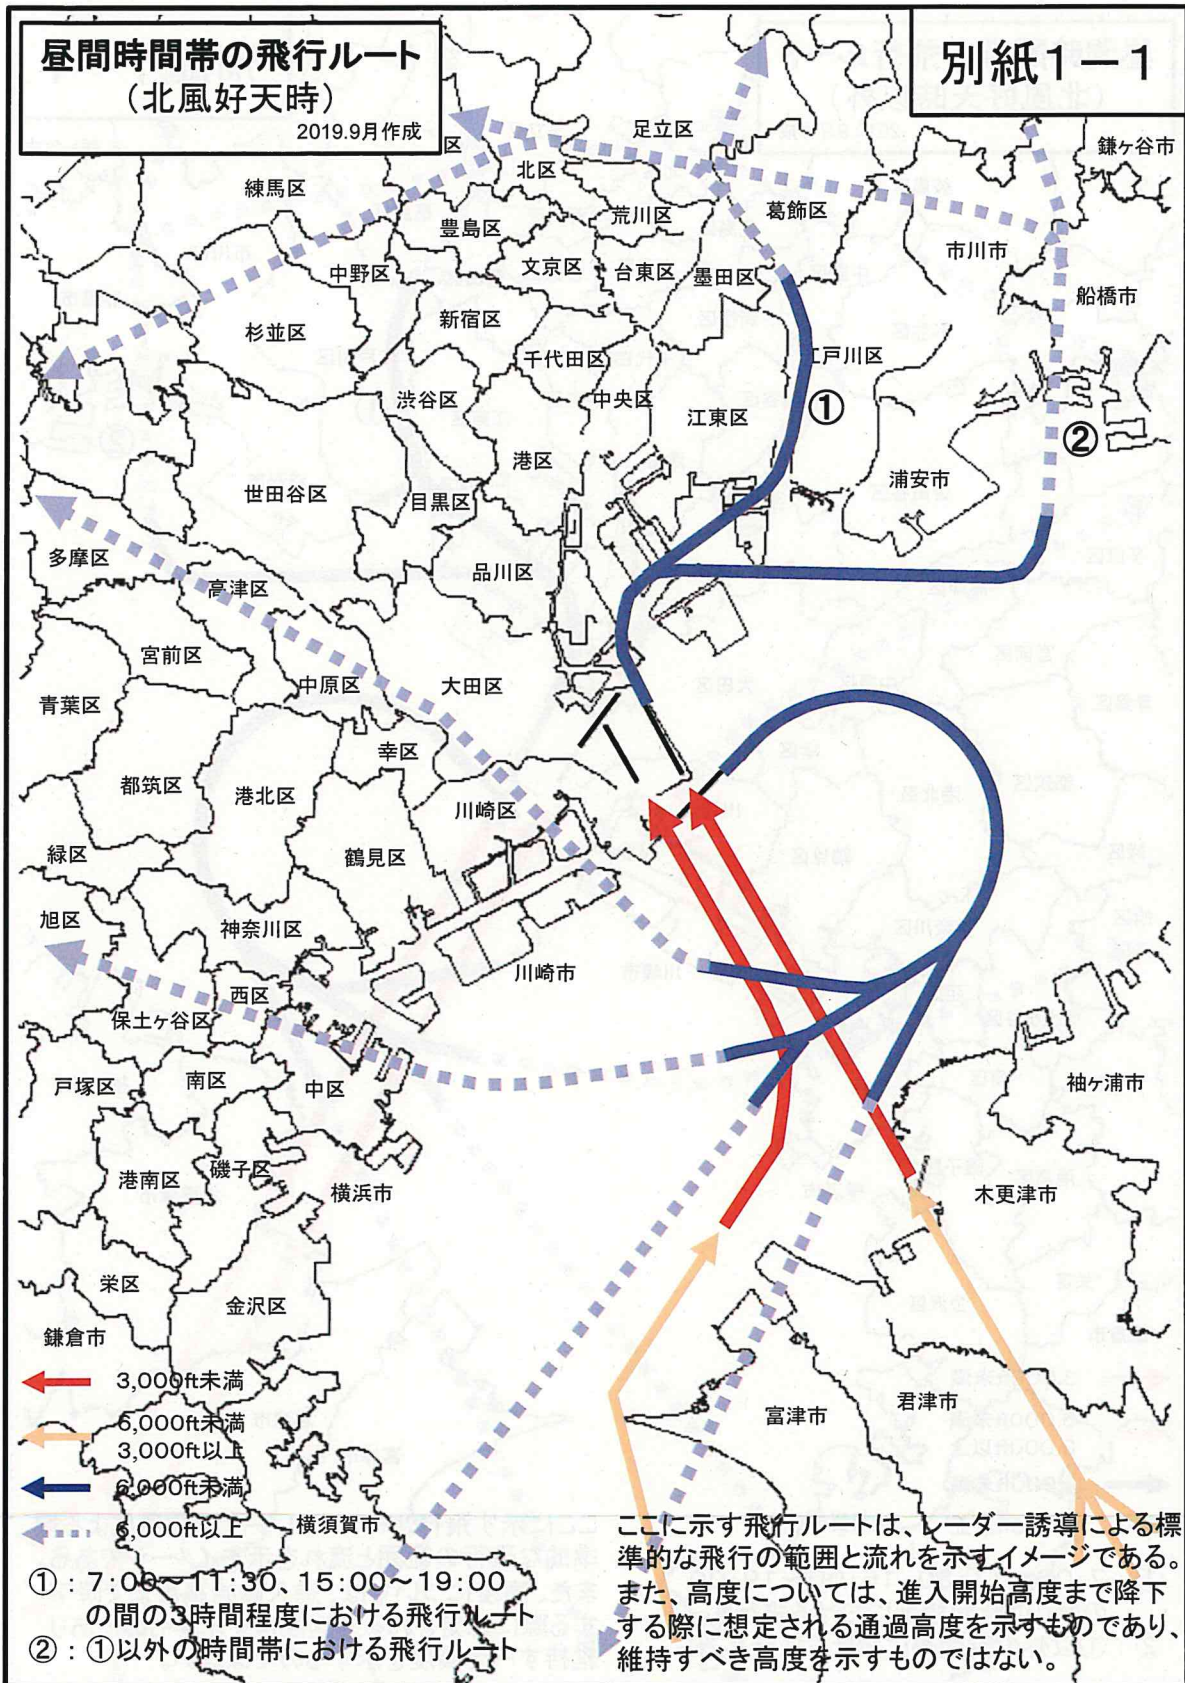 昼間時間帯の飛行ルート
(北風好天時)
2019.9月作成
別紙1ー1
区
足立区
鎌ヶ谷市
北区
練馬区
荒川区
葛飾区
豊島区
市川市
文京区
台東区
墨田区
中野区
船橋市
新宿区
杉並区
千代田区
江戸川区
渋谷区
中央区
①
江東区
②
港区
浦安市
世田谷区
目黒区
多摩区
品川区
高津区
宮前区
中原区
大田区
青葉区
幸区
都筑区
港北区
川崎区
緑区
鶴見区
旭区
神奈川区
川崎市
西区
保土ヶ谷区
戸塚区
南区
中区
袖ヶ浦市
港南区
磯子区
横浜市
木更津市
栄区
金沢区
鎌倉市
3,000ft未満
君津市
富津市
6,000ft未満
3,000ft以上
6,000ft未満
6,000ft以上
横須賀市
①:7:00~11:30、15:00~19:00
の間の3時間程度における飛行ルート
②:①以外の時間帯における飛行ルート
ここに示す飛行ルートは、レーダー誘導による標
準的な飛行の範囲と流れを示すイメージである。
また、高度については、進入開始高度まで降下
する際に想定される通過高度を示すものであり、
維持すべき高度を示すものではない。